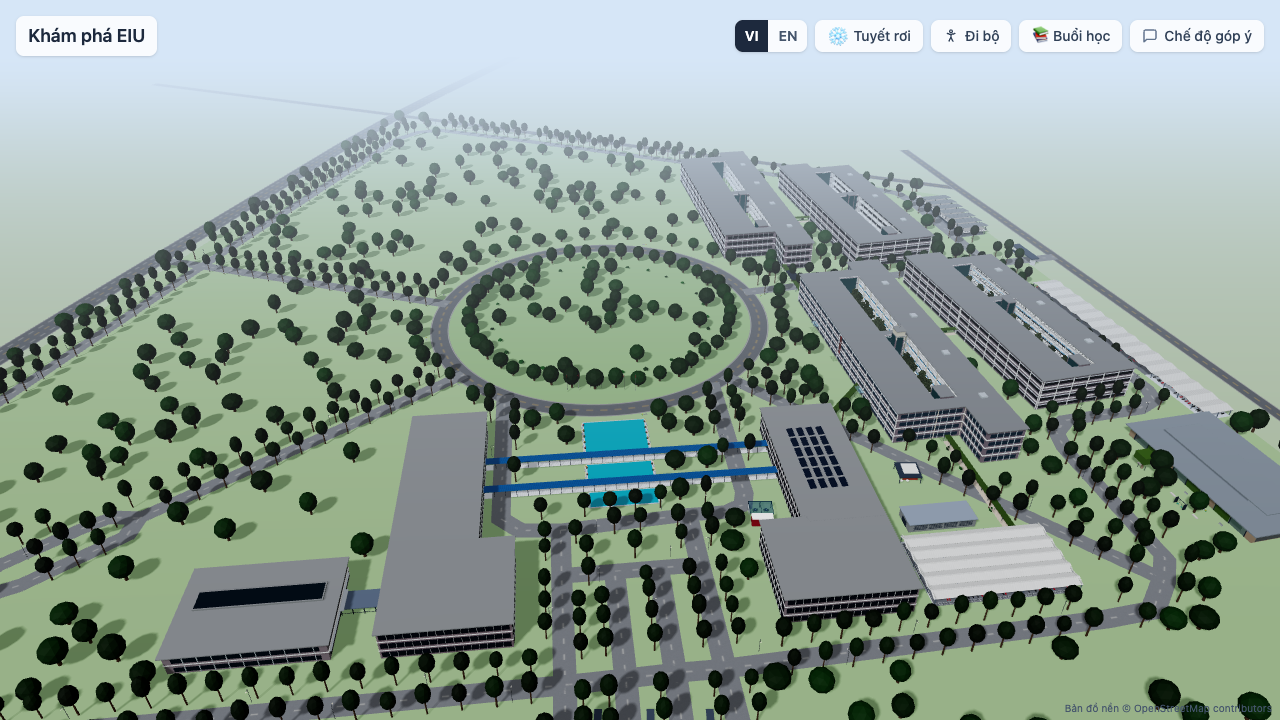 Khám phá EIU
VI
EN
Tuyết rơi
Đi bộ
Buổi học
Chế độ góp ý
Bản đồ nền © OpenStreetMap contributors